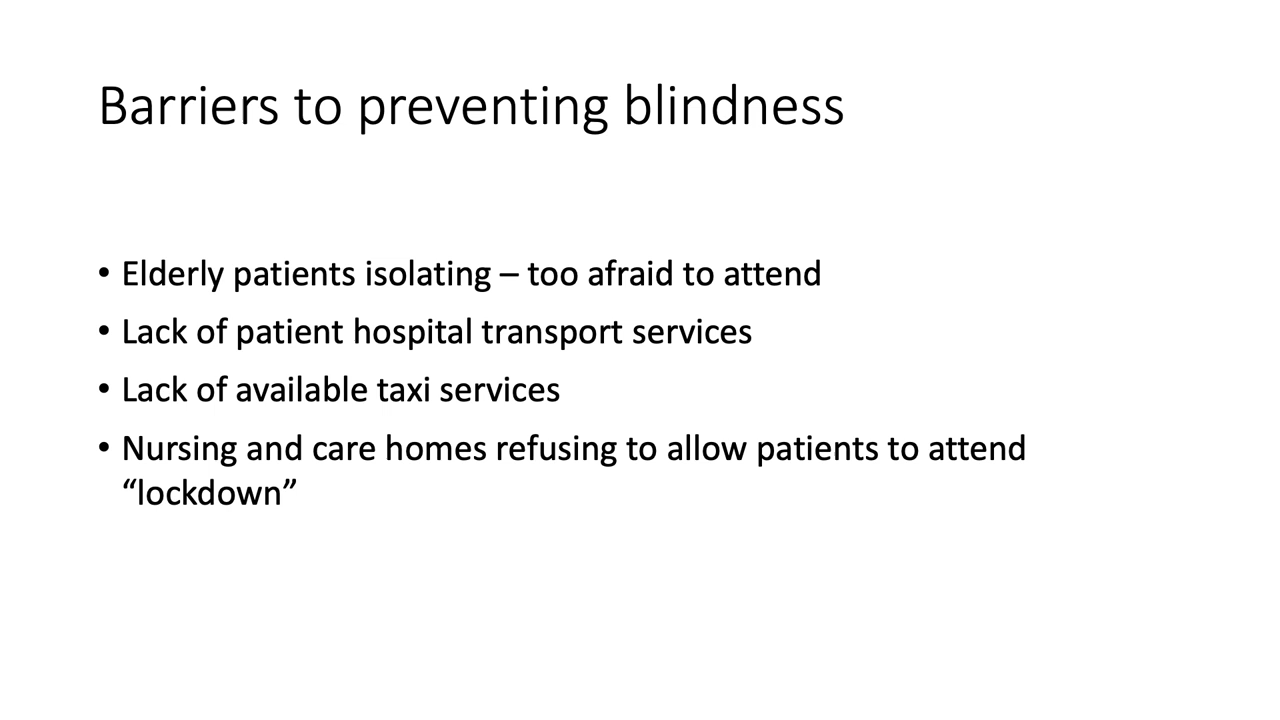 Barriers to preventing blindness
• Elderly patients isolating – too afraid to attend
• Lack of patient hospital transport services
• Lack of available taxi services
• Nursing and care homes refusing to allow patients to attend
“lockdown”